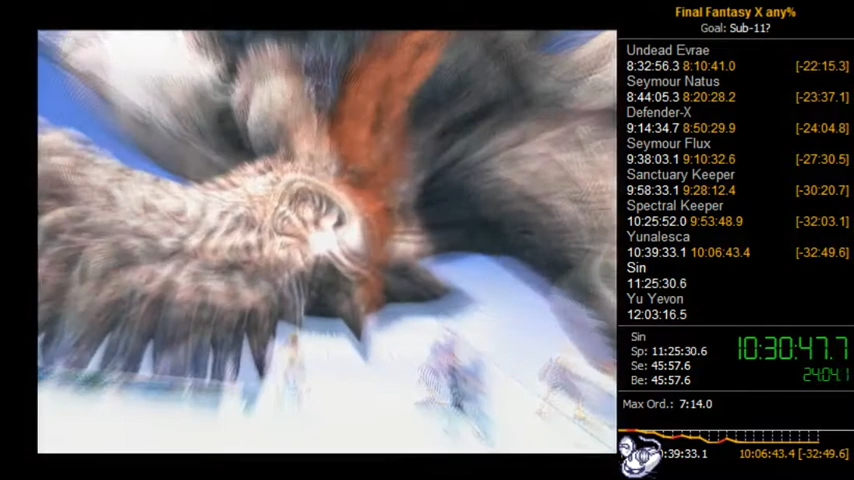 Final Fantasy X any%
Goal: Sub-11?
Undead Evrae
8:32:56.3 8:10:41.0 [-22:15.3]
Seymour Natus
8:44:05.3 8:20:28.2 [-23:37.1]
Defender-X
9:14:34.7 8:50:29.9 [-24:04.8]
Seymour Flux
9:38:03.1 9:10:32.6 [-27:30.5]
Sanctuary Keeper
9:58:33.1 9:28:12.4 [-30:20.7]
Spectral Keeper
10:25:52.0 9:53:48.9 [-32:03.1]
Yunalesca
10:39:33.1 10:06:43.4 [-32:49.6]
Sin
11:25:30.6
Yu Yevon
12:03:16.5
Sin
Sp: 11:25:30.6
Se: 45:57.6
Be: 45:57.6
10:30:47.7
24:04.1
Max Ord.: 7:14.0
:39:33.1 10:06:43.4 [-32:49.6]